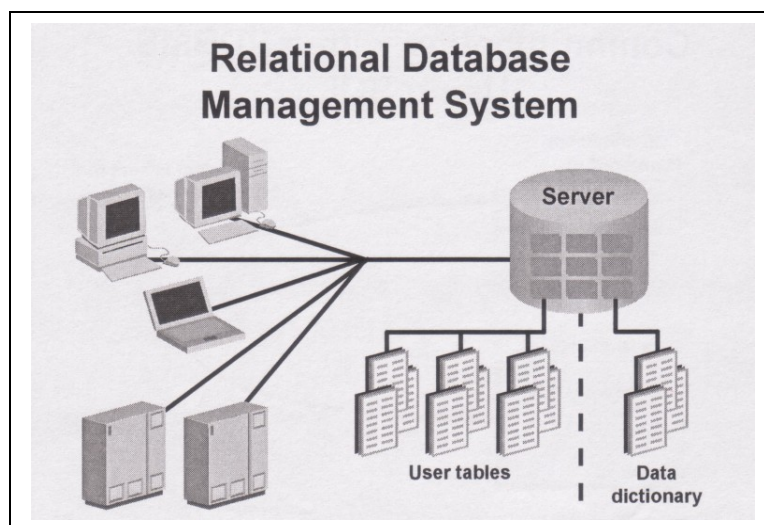 Relational Database
Management System
Server
User tables
Data
dictionary